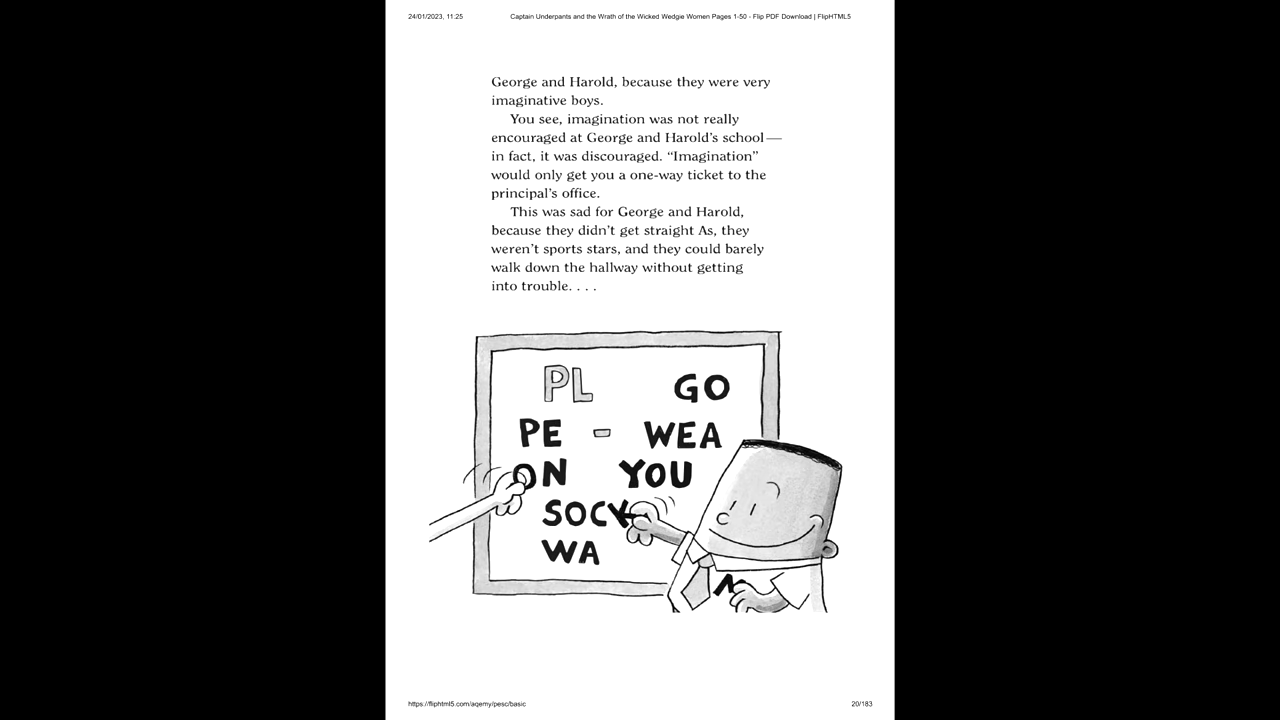 24/01/2023, 11:25 Captain Underpants and the Wrath of the Wicked Wedgie Women Pages 1-50 - Flip PDF Download | FlipHTML5
George and Harold, because they were very
imaginative boys.
You see, imagination was not really
encouraged at George and Harold’s school—
in fact, it was discouraged. “Imagination”
would only get you a one-way ticket to the
principal’s office.
This was sad for George and Harold,
because they didn’t get straight As, they
weren’t sports stars, and they could barely
walk down the hallway without getting
into trouble. . . .
PL GO
PE - WEA
ON YOU
SOCK
WA
N
https://fliphtml5.com/aqemy/pesc/basic 20/183